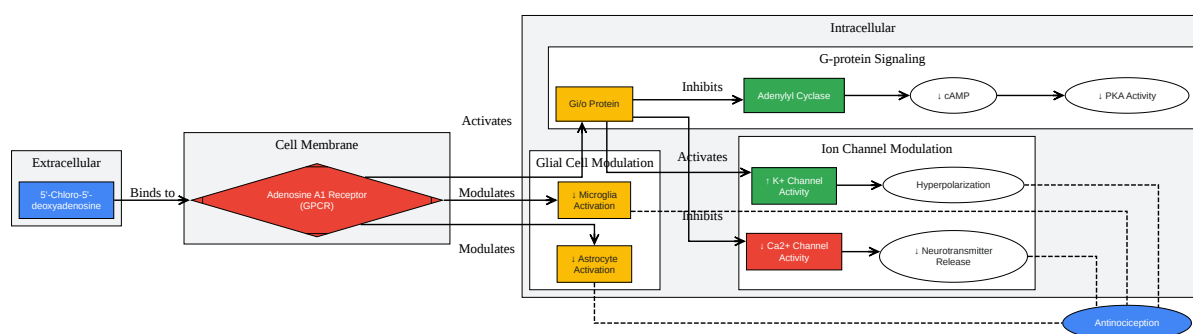 Intracellular
G-protein Signaling
Inhibits
Gi/o Protein
Adenylyl Cyclase
↓ cAMP
↓ PKA Activity
Activates
Extracellular
Cell Membrane
Glial Cell Modulation
Activates
Ion Channel Modulation
5'-Chloro-5'-
deoxyadenosine
Binds to
Adenosine A1 Receptor
(GPCR)
Modulates
↓ Microglia
Activation
↑ K+ Channel
Activity
Hyperpolarization
Inhibits
Modulates
↓ Astrocyte
Activation
↓ Ca2+ Channel
Activity
↓ Neurotransmitter
Release
Antinociception